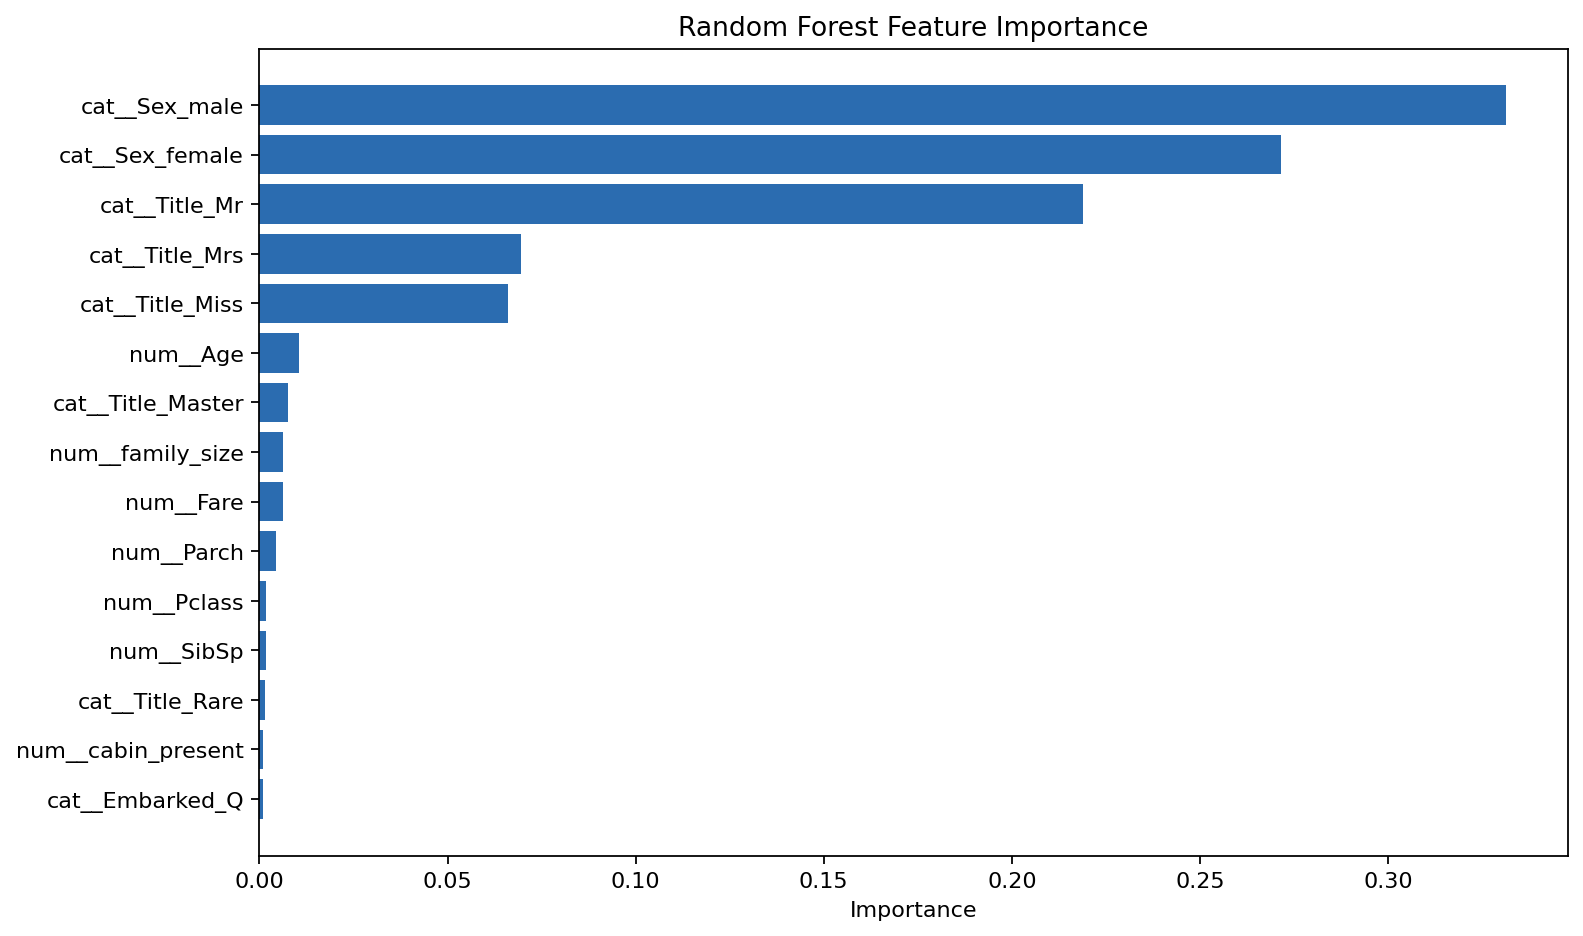 Random Forest Feature Importance
cat__Sex_male
cat__Sex_female
cat__Title_Mr
cat__Title_Mrs
cat__Title_Miss
num__Age
cat__Title_Master
num__family_size
num__Fare
num__Parch
num__Pclass
num__SibSp
cat__Title_Rare
num__cabin_present
cat__Embarked_Q
0.00 0.05 0.10 0.15 0.20 0.25 0.30
Importance